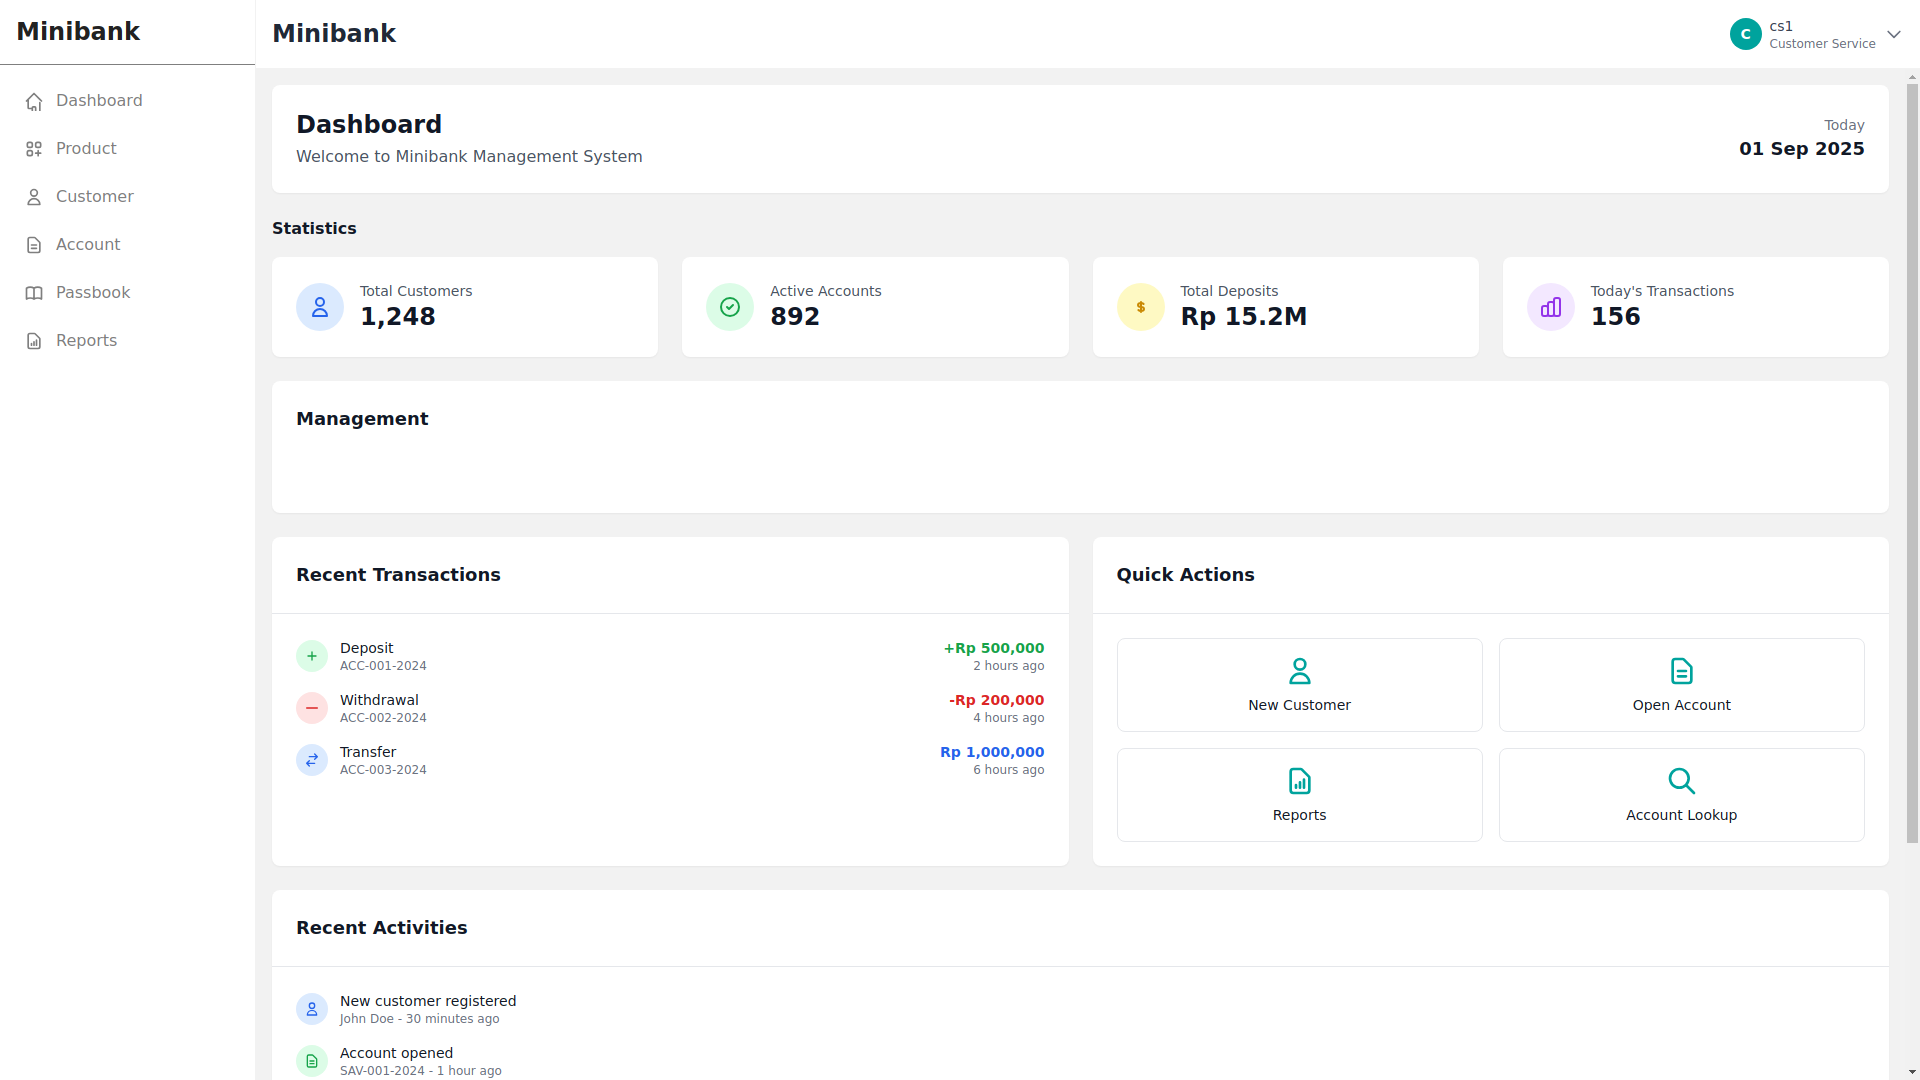 Minibank
Dashboard
Product
Customer
Account
Passbook
Reports
Minibank
C
cs1
Customer Service
Dashboard
Welcome to Minibank Management System
Today
01 Sep 2025
Statistics
Total Customers
1,248
Active Accounts
892
$
Total Deposits
Rp 15.2M
Today's Transactions
156
Management
Recent Transactions
Deposit
ACC-001-2024
+Rp 500,000
2 hours ago
Withdrawal
ACC-002-2024
-Rp 200,000
4 hours ago
Transfer
ACC-003-2024
Rp 1,000,000
6 hours ago
Quick Actions
New Customer
Open Account
Reports
Account Lookup
Recent Activities
New customer registered
John Doe - 30 minutes ago
Account opened
SAV-001-2024 - 1 hour ago